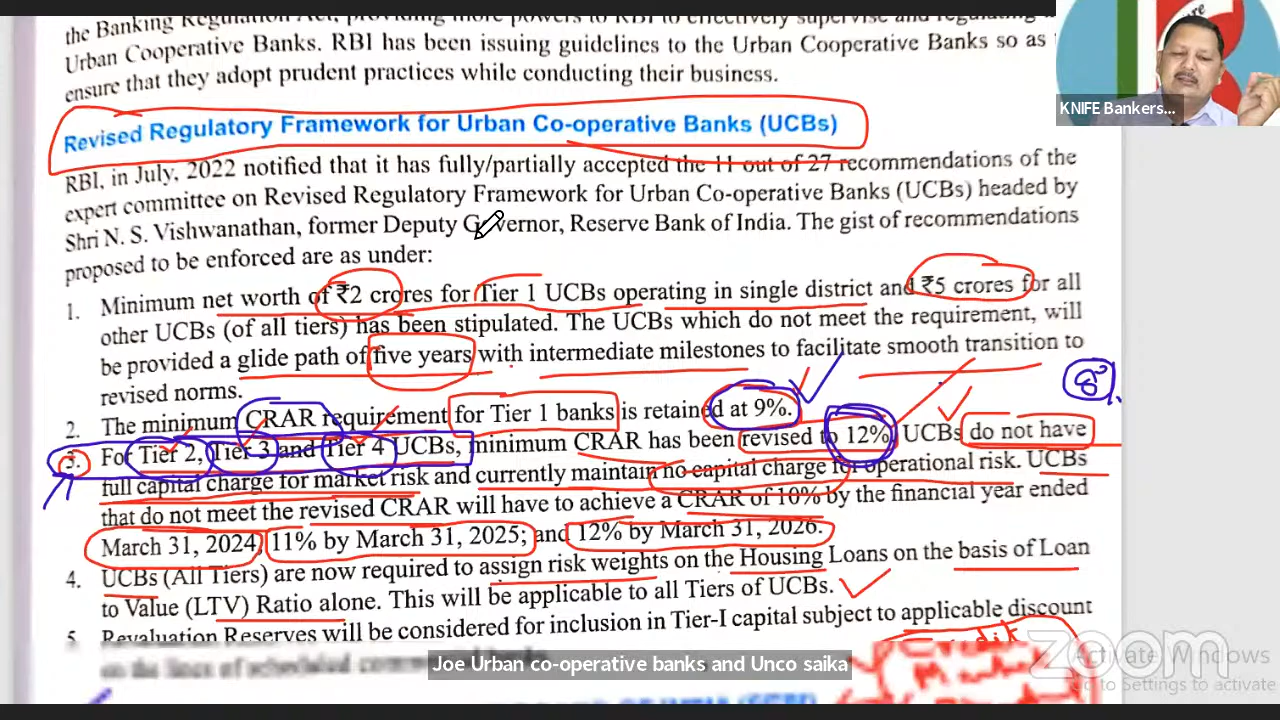 the Banking Regulation Act, providing more powers to RBI to effectively supervise and regulating
Urban Cooperative Banks. RBI has been issuing guidelines to the Urban Cooperative Banks so as
ensure that they adopt prudent practices while conducting their business.
KNIFE Bankers...
Revised Regulatory Framework for Urban Co-operative Banks (UCBs)
RBI, in July, 2022 notified that it has fully/partially accepted the 11 out of 27 recommendations of the
expert committee on Revised Regulatory Framework for Urban Co-operative Banks (UCBs) headed by
Shri N. S. Vishwanathan, former Deputy Governor, Reserve Bank of India. The gist of recommendations
proposed to be enforced are as under:
1. Minimum net worth of ₹2 crores for Tier 1 UCBs operating in single district and ₹5 crores for all
other UCBs (of all tiers) has been stipulated. The UCBs which do not meet the requirement, will
be provided a glide path of five years with intermediate milestones to facilitate smooth transition to
revised norms.
8%
2. The minimum CRAR requirement for Tier 1 banks is retained at 9%.
3. For Tier 2, Tier 3 and Tier 4 UCBs, minimum CRAR has been revised to 12%. UCBs do not have
full capital charge for market risk and currently maintain no capital charge for operational risk. UCBs
that do not meet the revised CRAR will have to achieve a CRAR of 10% by the financial year ended
March 31, 2024, 11% by March 31, 2025; and 12% by March 31, 2026.
4. UCBs (All Tiers) are now required to assign risk weights on the Housing Loans on the basis of Loan
to Value (LTV) Ratio alone. This will be applicable to all Tiers of UCBs.
5. Revaluation Reserves will be considered for inclusion in Tier-I capital subject to applicable discount
on the lines of scheduled commercial banks.
Credit
zoom
Activate Windows
Go to Settings to activate
Joe Urban co-operative banks and Unco saika